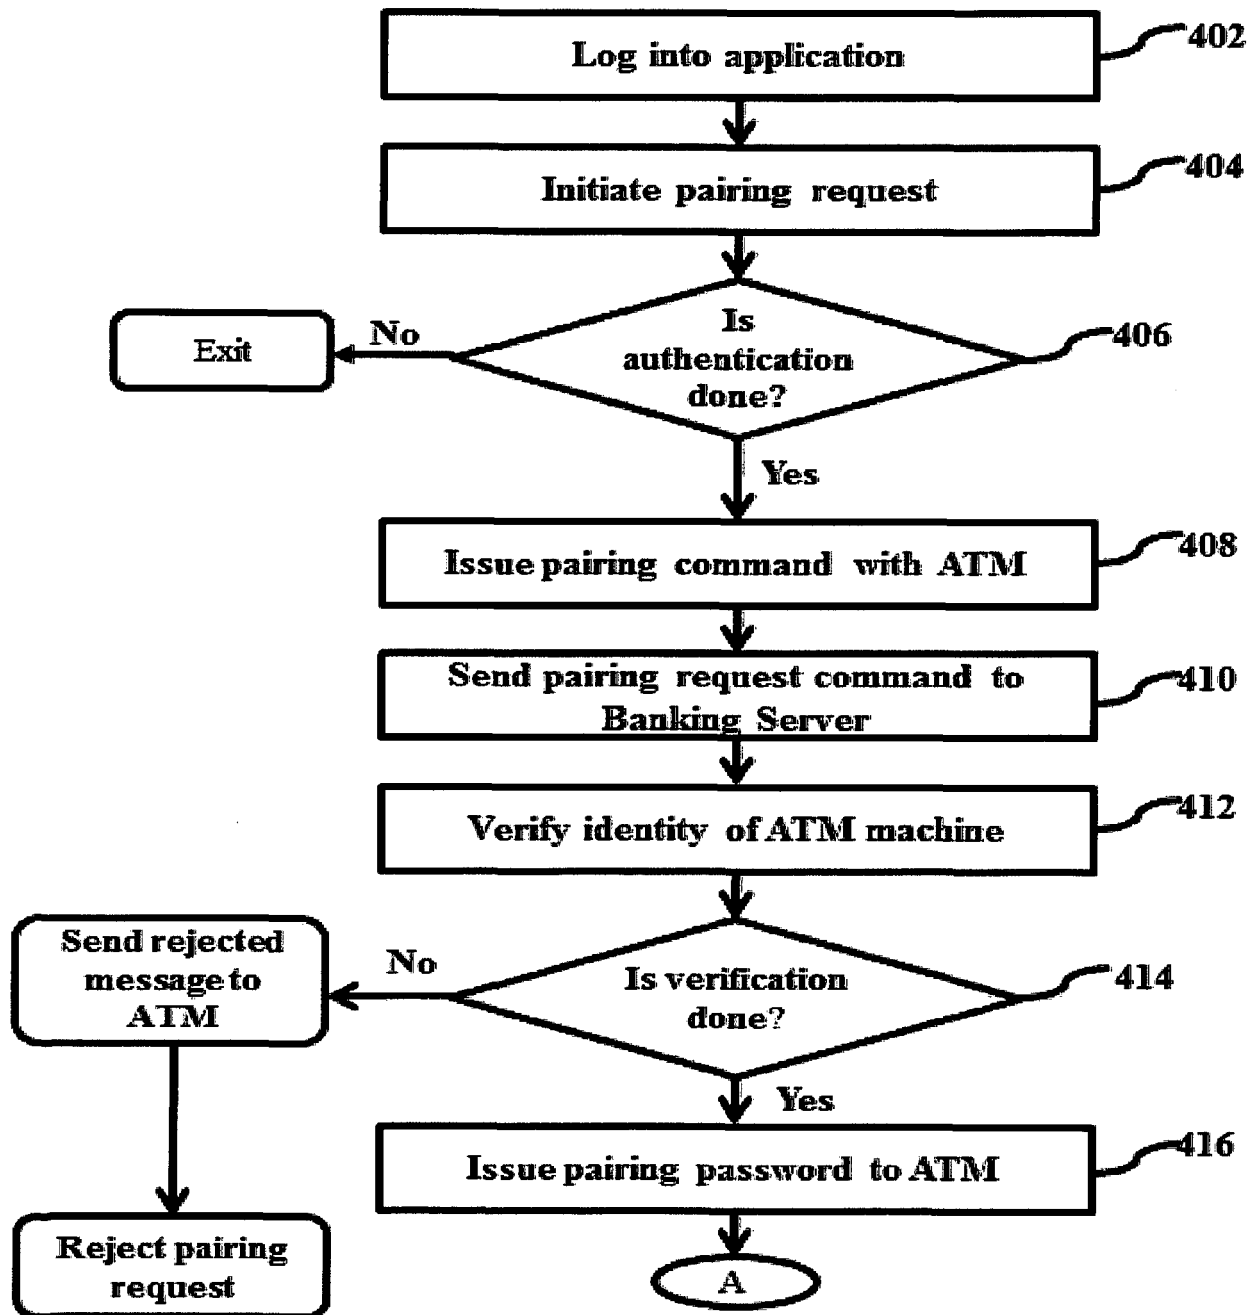 Log into application
402
Initiate pairing request
404
Is
authentication
done?
406
No
Exit
Yes
Issue pairing command with ATM
408
Send pairing request command to
Banking Server
410
Verify identity of ATM machine
412
Is verification
done?
414
No
Send rejected
message to
ATM
Yes
Issue pairing password to ATM
416
Reject pairing
request
A